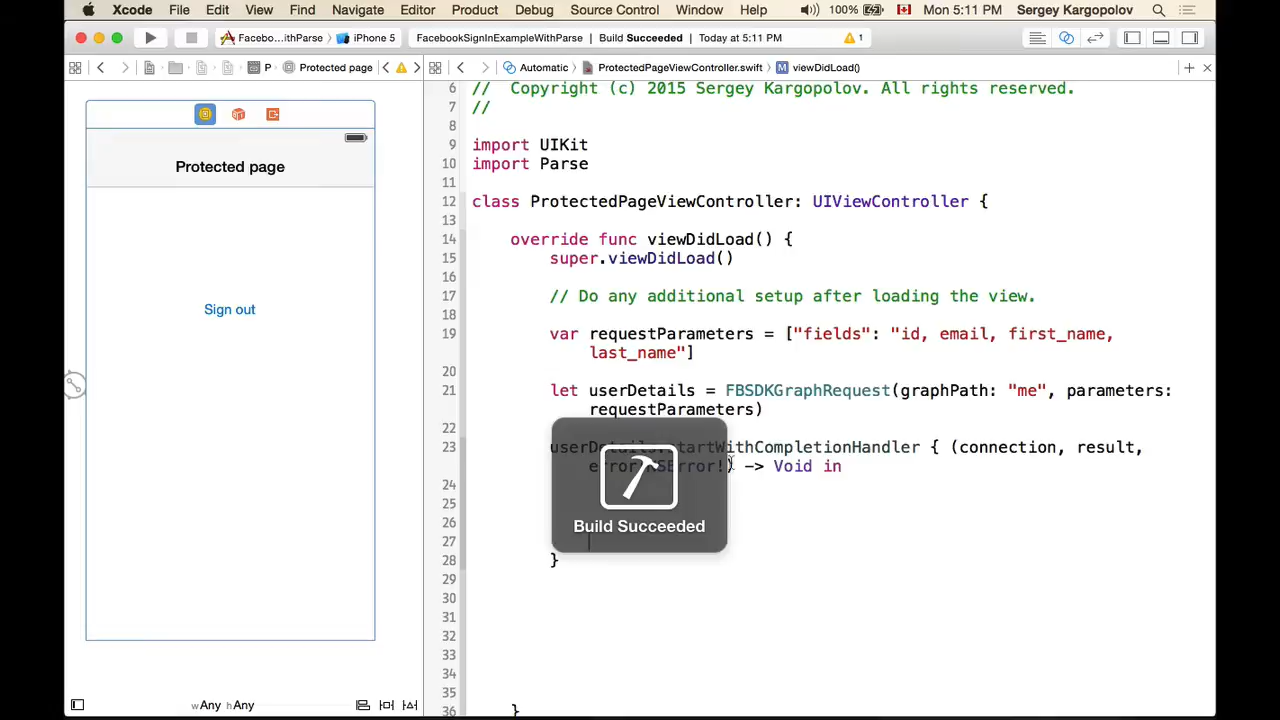 Xcode File Edit View Find Navigate Editor Product Debug Source Control Window Help 100% Mon 5:11 PM Sergey Kargopolov
Facebo...ithParse iPhone 5 FacebookSignInExampleWithParse | Build Succeeded | Today at 5:11 PM 1
P Protected page Automatic ProtectedPageViewController.swift M viewDidLoad()
6 // Copyright (c) 2015 Sergey Kargopolov. All rights reserved.
7 //
8
9 import UIKit
10 import Parse
11
12 class ProtectedPageViewController: UIViewController {
13
14 override func viewDidLoad() {
15 super.viewDidLoad()
16
17 // Do any additional setup after loading the view.
18
19 var requestParameters = ["fields": "id, email, first_name,
last_name"]
20
21 let userDetails = FBSDKGraphRequest(graphPath: "me", parameters:
requestParameters)
22
23 userDetails.startWithCompletionHandler { (connection, result,
error:NSError!) -> Void in
24
25
26
27
28 }
29
30
31
32
33
34
35
36 }
Protected page
Sign out
Build Succeeded
wAny hAny